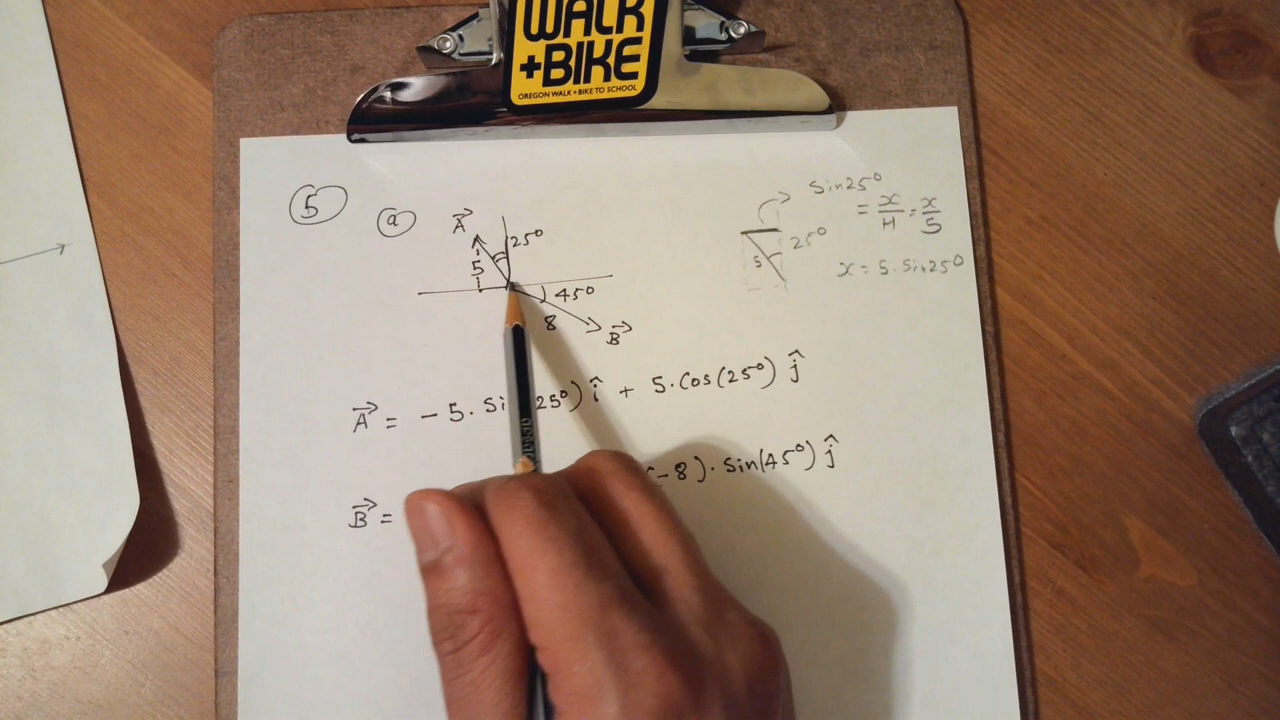 WALK
+BIKE
OREGON WALK + BIKE TO SCHOOL
5
a
A⃗
25°
5
45°
8
B⃗
sin25°
= x/H = x/5
25°
5
x = 5·Sin25°
A⃗ = -5·Si 25°) î + 5·Cos(25°) ĵ
B⃗ = (-8)·sin(45°) ĵ